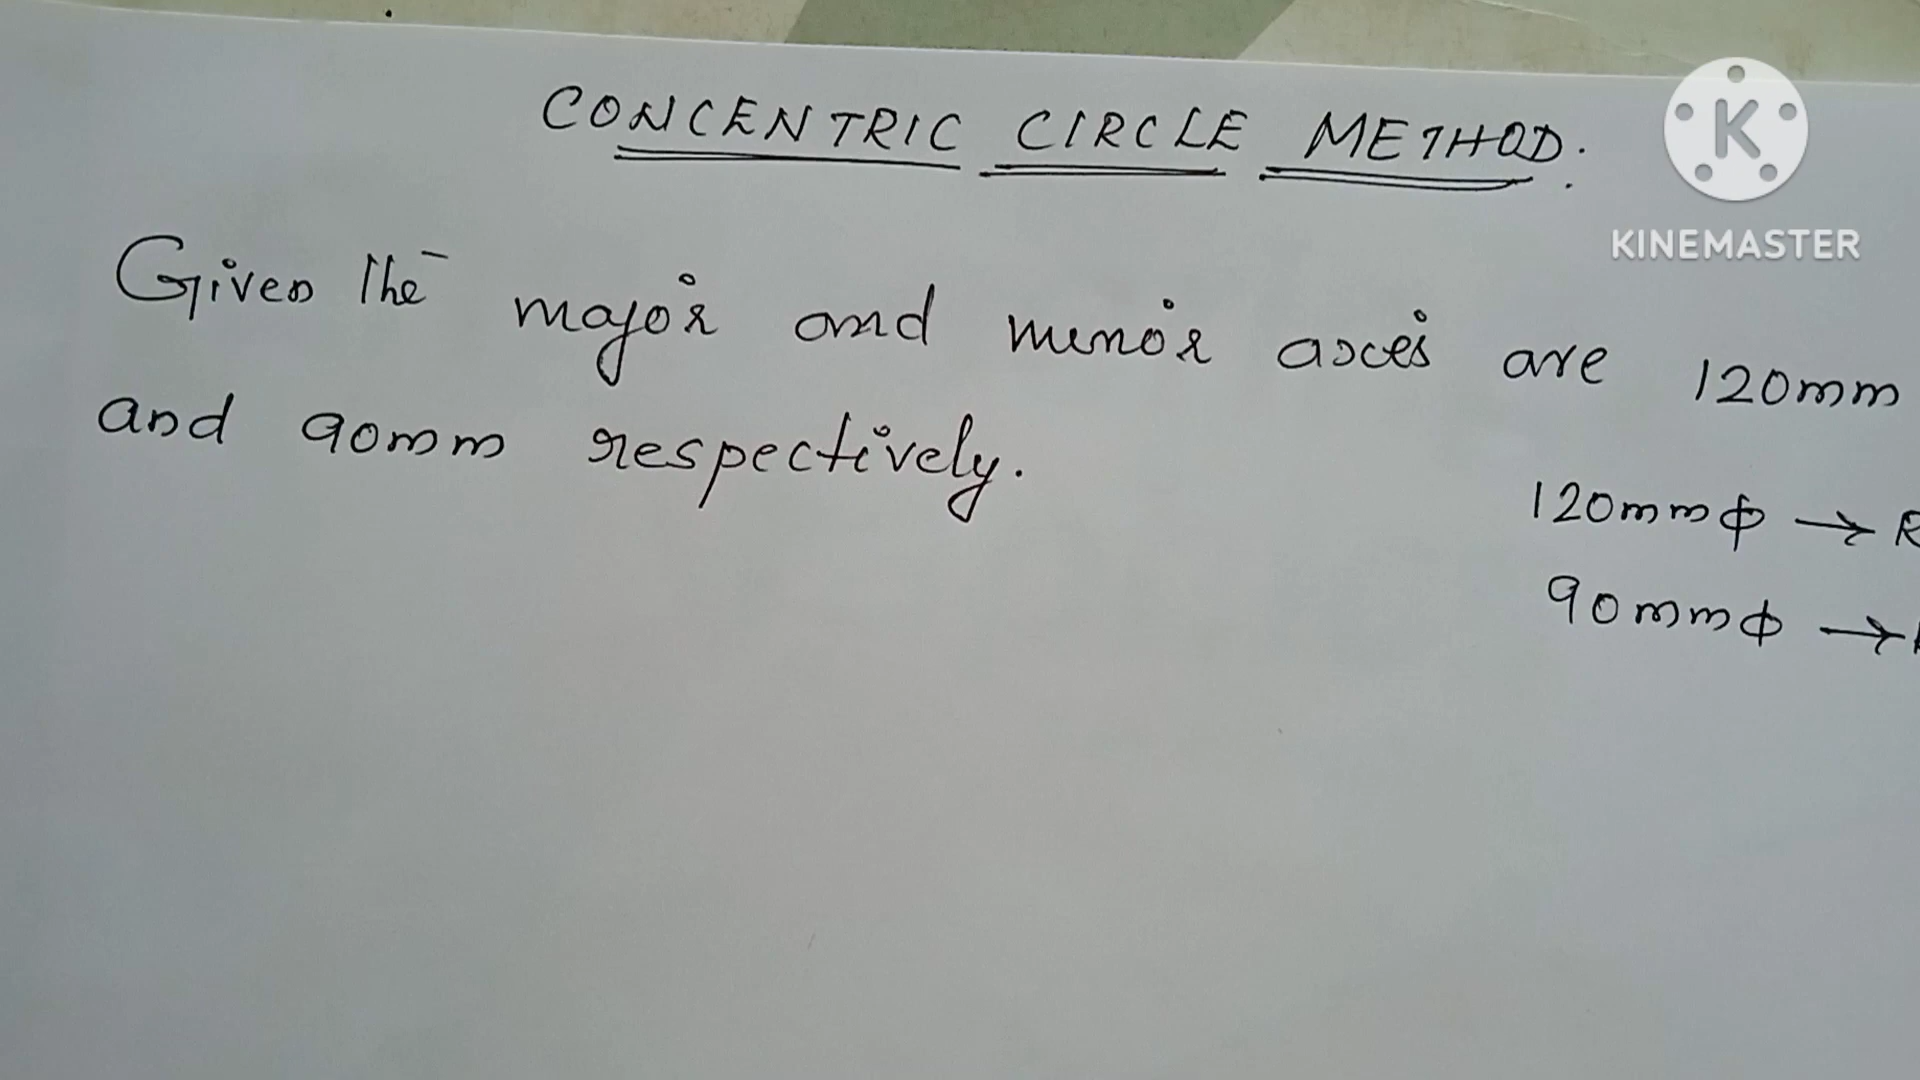 CONCENTRIC CIRCLE METHOD.
KINEMASTER
Given the major and minor axes are 120mm
and 90mm respectively.
120mmϕ → R
90mmϕ →